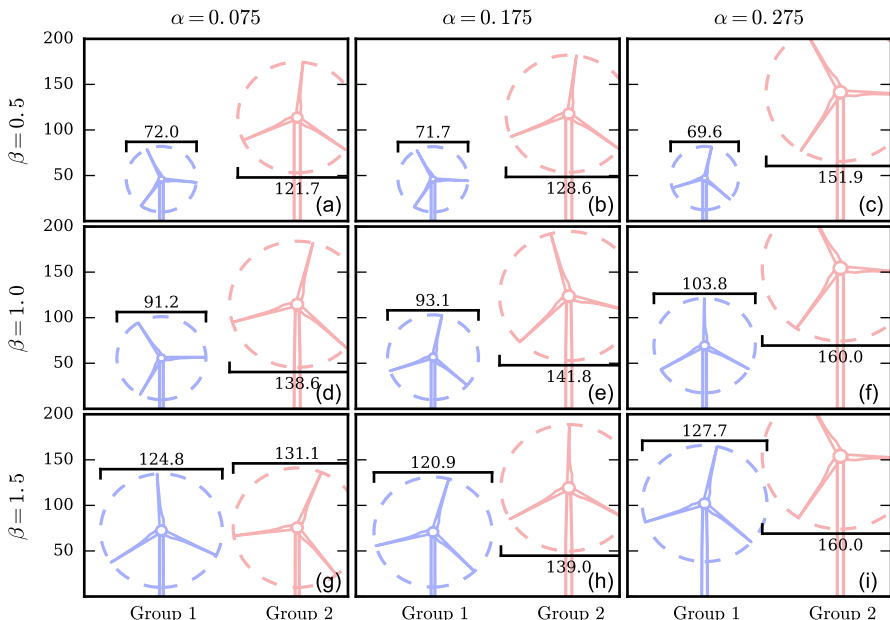 α = 0.075 α = 0.175 α = 0.275
β = 0.5
200
150
100
50
72.0
121.7
(a)
71.7
128.6
(b)
69.6
151.9
(c)
β = 1.0
200
150
100
50
91.2
138.6
(d)
93.1
141.8
(e)
103.8
160.0
(f)
β = 1.5
200
150
100
50
124.8
131.1
(g)
120.9
139.0
(h)
127.7
160.0
(i)
Group 1 Group 2 Group 1 Group 2 Group 1 Group 2